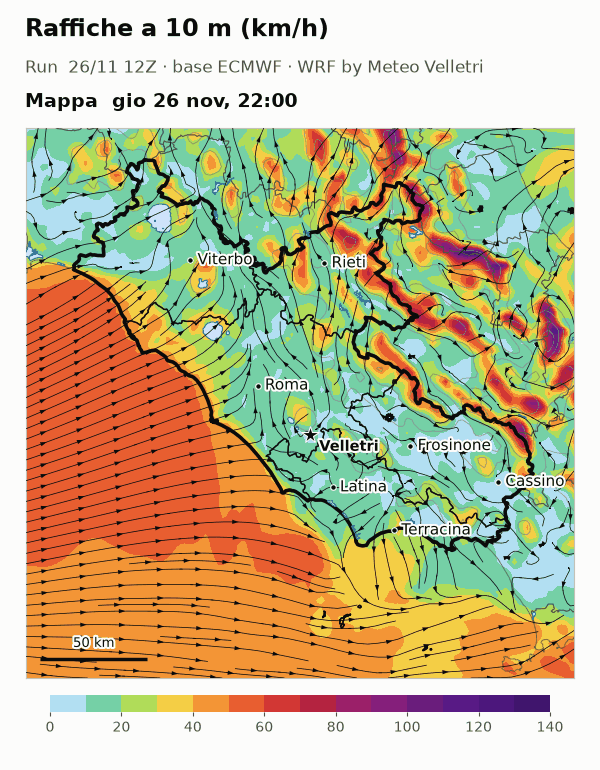 Raffiche a 10 m (km/h)
Run 26/11 12Z · base ECMWF · WRF by Meteo Velletri
Mappa gio 26 nov, 22:00
Viterbo
Rieti
Roma
Velletri
Frosinone
Cassino
Latina
Terracina
50 km
0 20 40 60 80 100 120 140